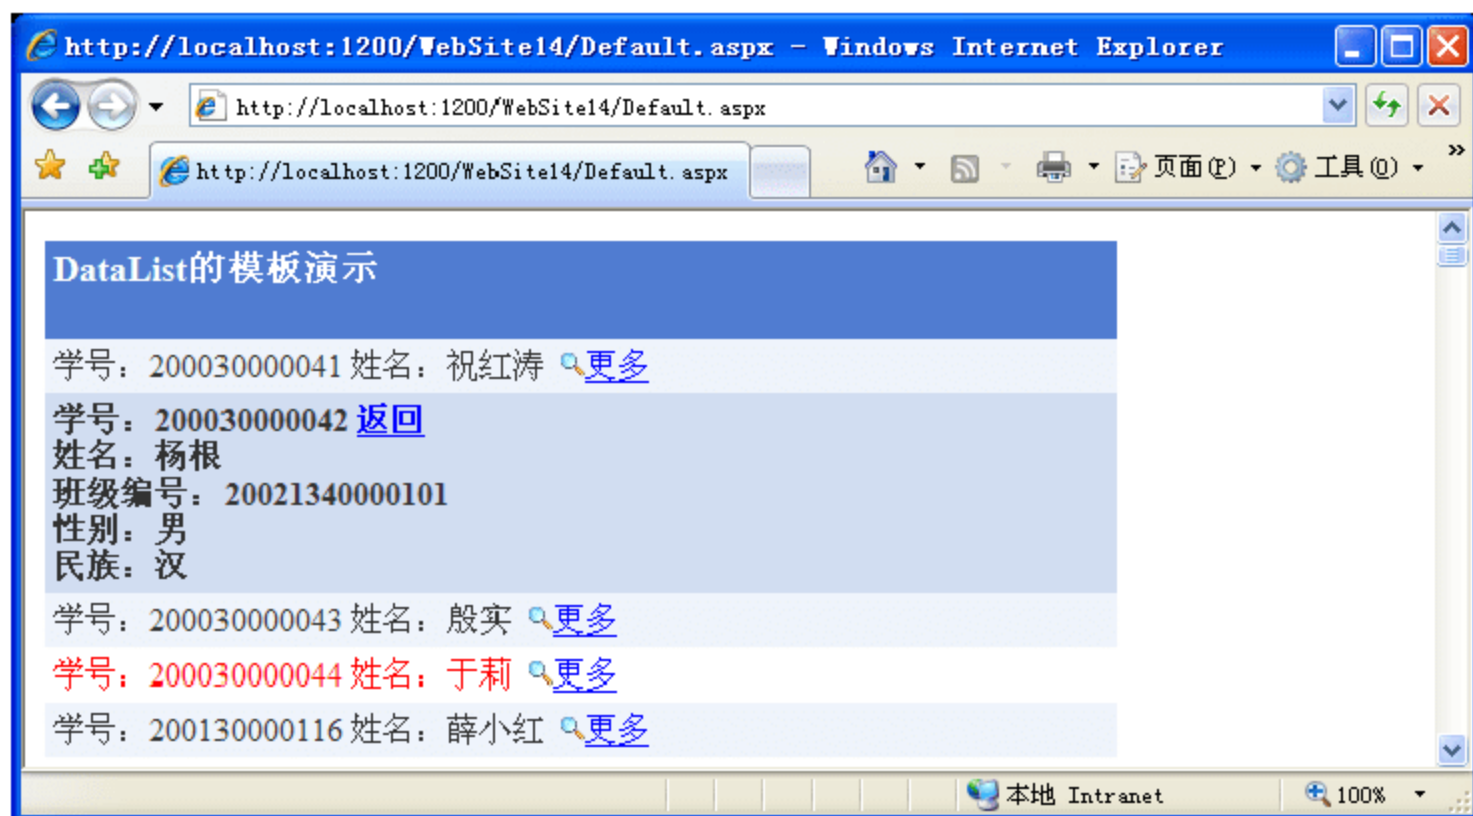 http://localhost:1200/WebSite14/Default.aspx - Windows Internet Explorer
http://localhost:1200/WebSite14/Default.aspx
http://localhost:1200/WebSite14/Default.aspx 页面(P) 工具(O) »
DataList的模板演示
学号：200030000041 姓名：祝红涛 更多
学号：200030000042 返回
姓名：杨根
班级编号：20021340000101
性别：男
民族：汉
学号：200030000043 姓名：殷实 更多
学号：200030000044 姓名：于莉 更多
学号：200130000116 姓名：薛小红 更多
本地 Intranet 100%